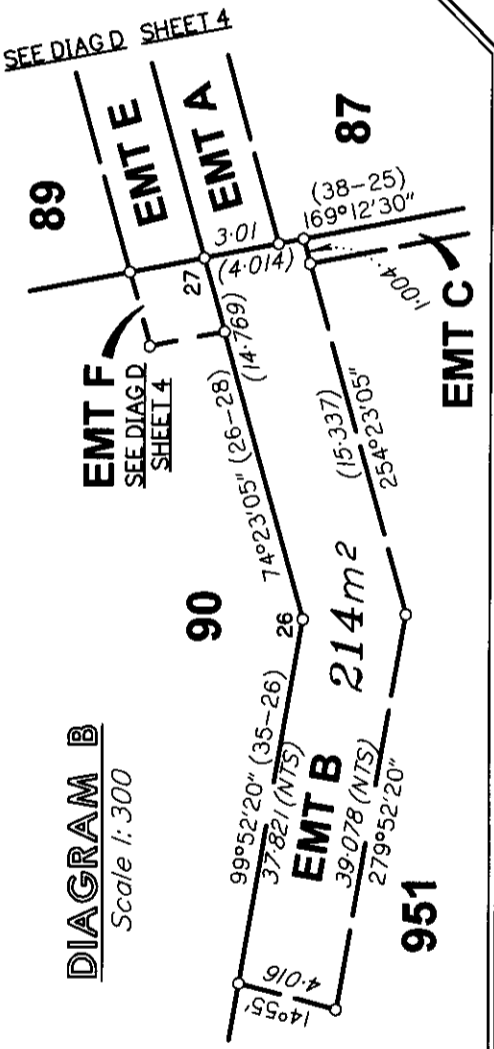 DIAGRAM B
Scale 1:300
SEE DIAG D SHEET 4
89
EMT E
EMT A
87
EMT F
SEE DIAG D
SHEET 4
27
3·01
(4·014)
(38-25)
169°12'30"
1·004
EMT C
90
74°23'05" (26-28)
(14·769)
(15·337)
254°23'05"
26
99°52'20" (35-26)
37·821 (NTS)
EMT B
214m²
39·078 (NTS)
279°52'20"
951
14°55'
4·016